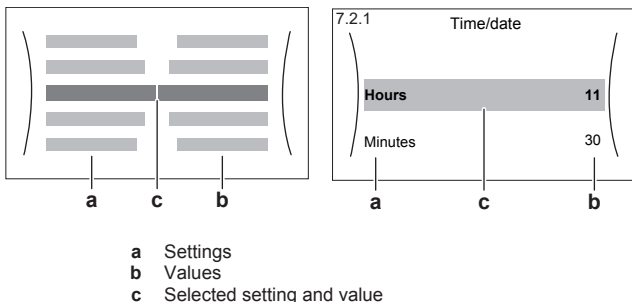 7.2.1 Time/date
Hours 11
Minutes 30
a c b a c b
a Settings
b Values
c Selected setting and value